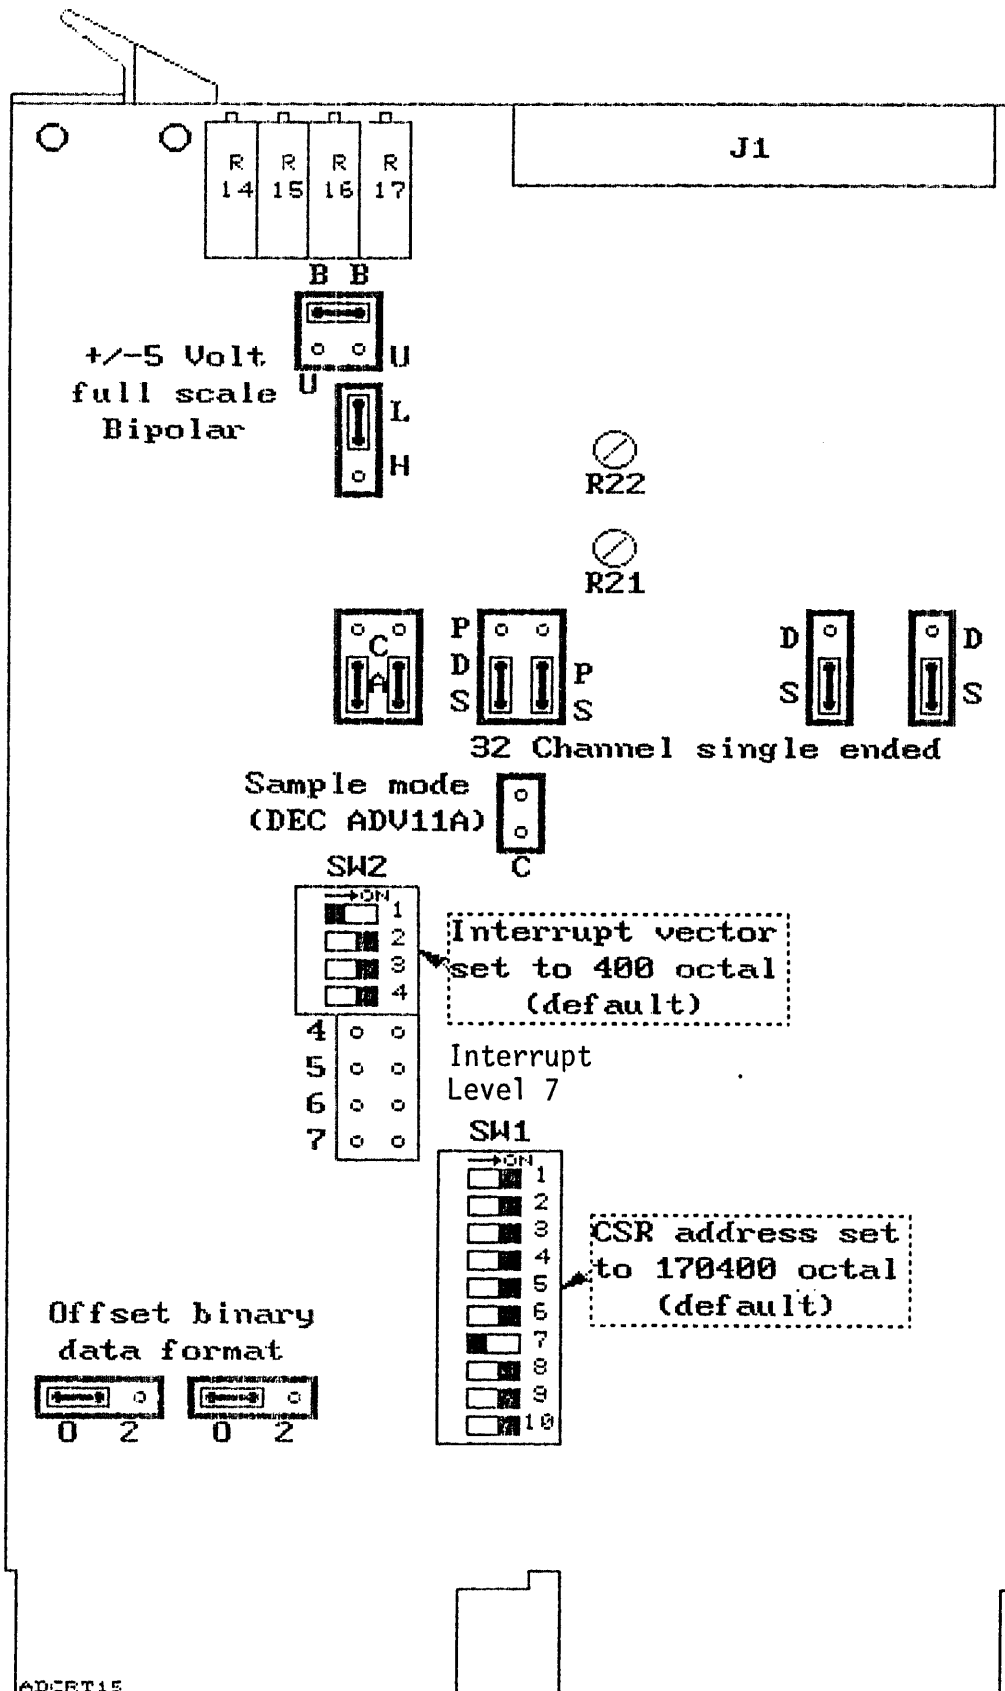 J1
R R R R
14 15 16 17
B B
+/-5 Volt
full scale
Bipolar
U
U
L
H
R22
R21
C
A
P
D
S
P
S
D
S
D
S
32 Channel single ended
Sample mode
(DEC ADV11A)
C
SW2
ON
1
2
3
4
Interrupt vector
set to 400 octal
(default)
4
5
6
7
Interrupt
Level 7
SW1
ON
1
2
3
4
5
6
7
8
9
10
CSR address set
to 170400 octal
(default)
Offset binary
data format
0 2 0 2